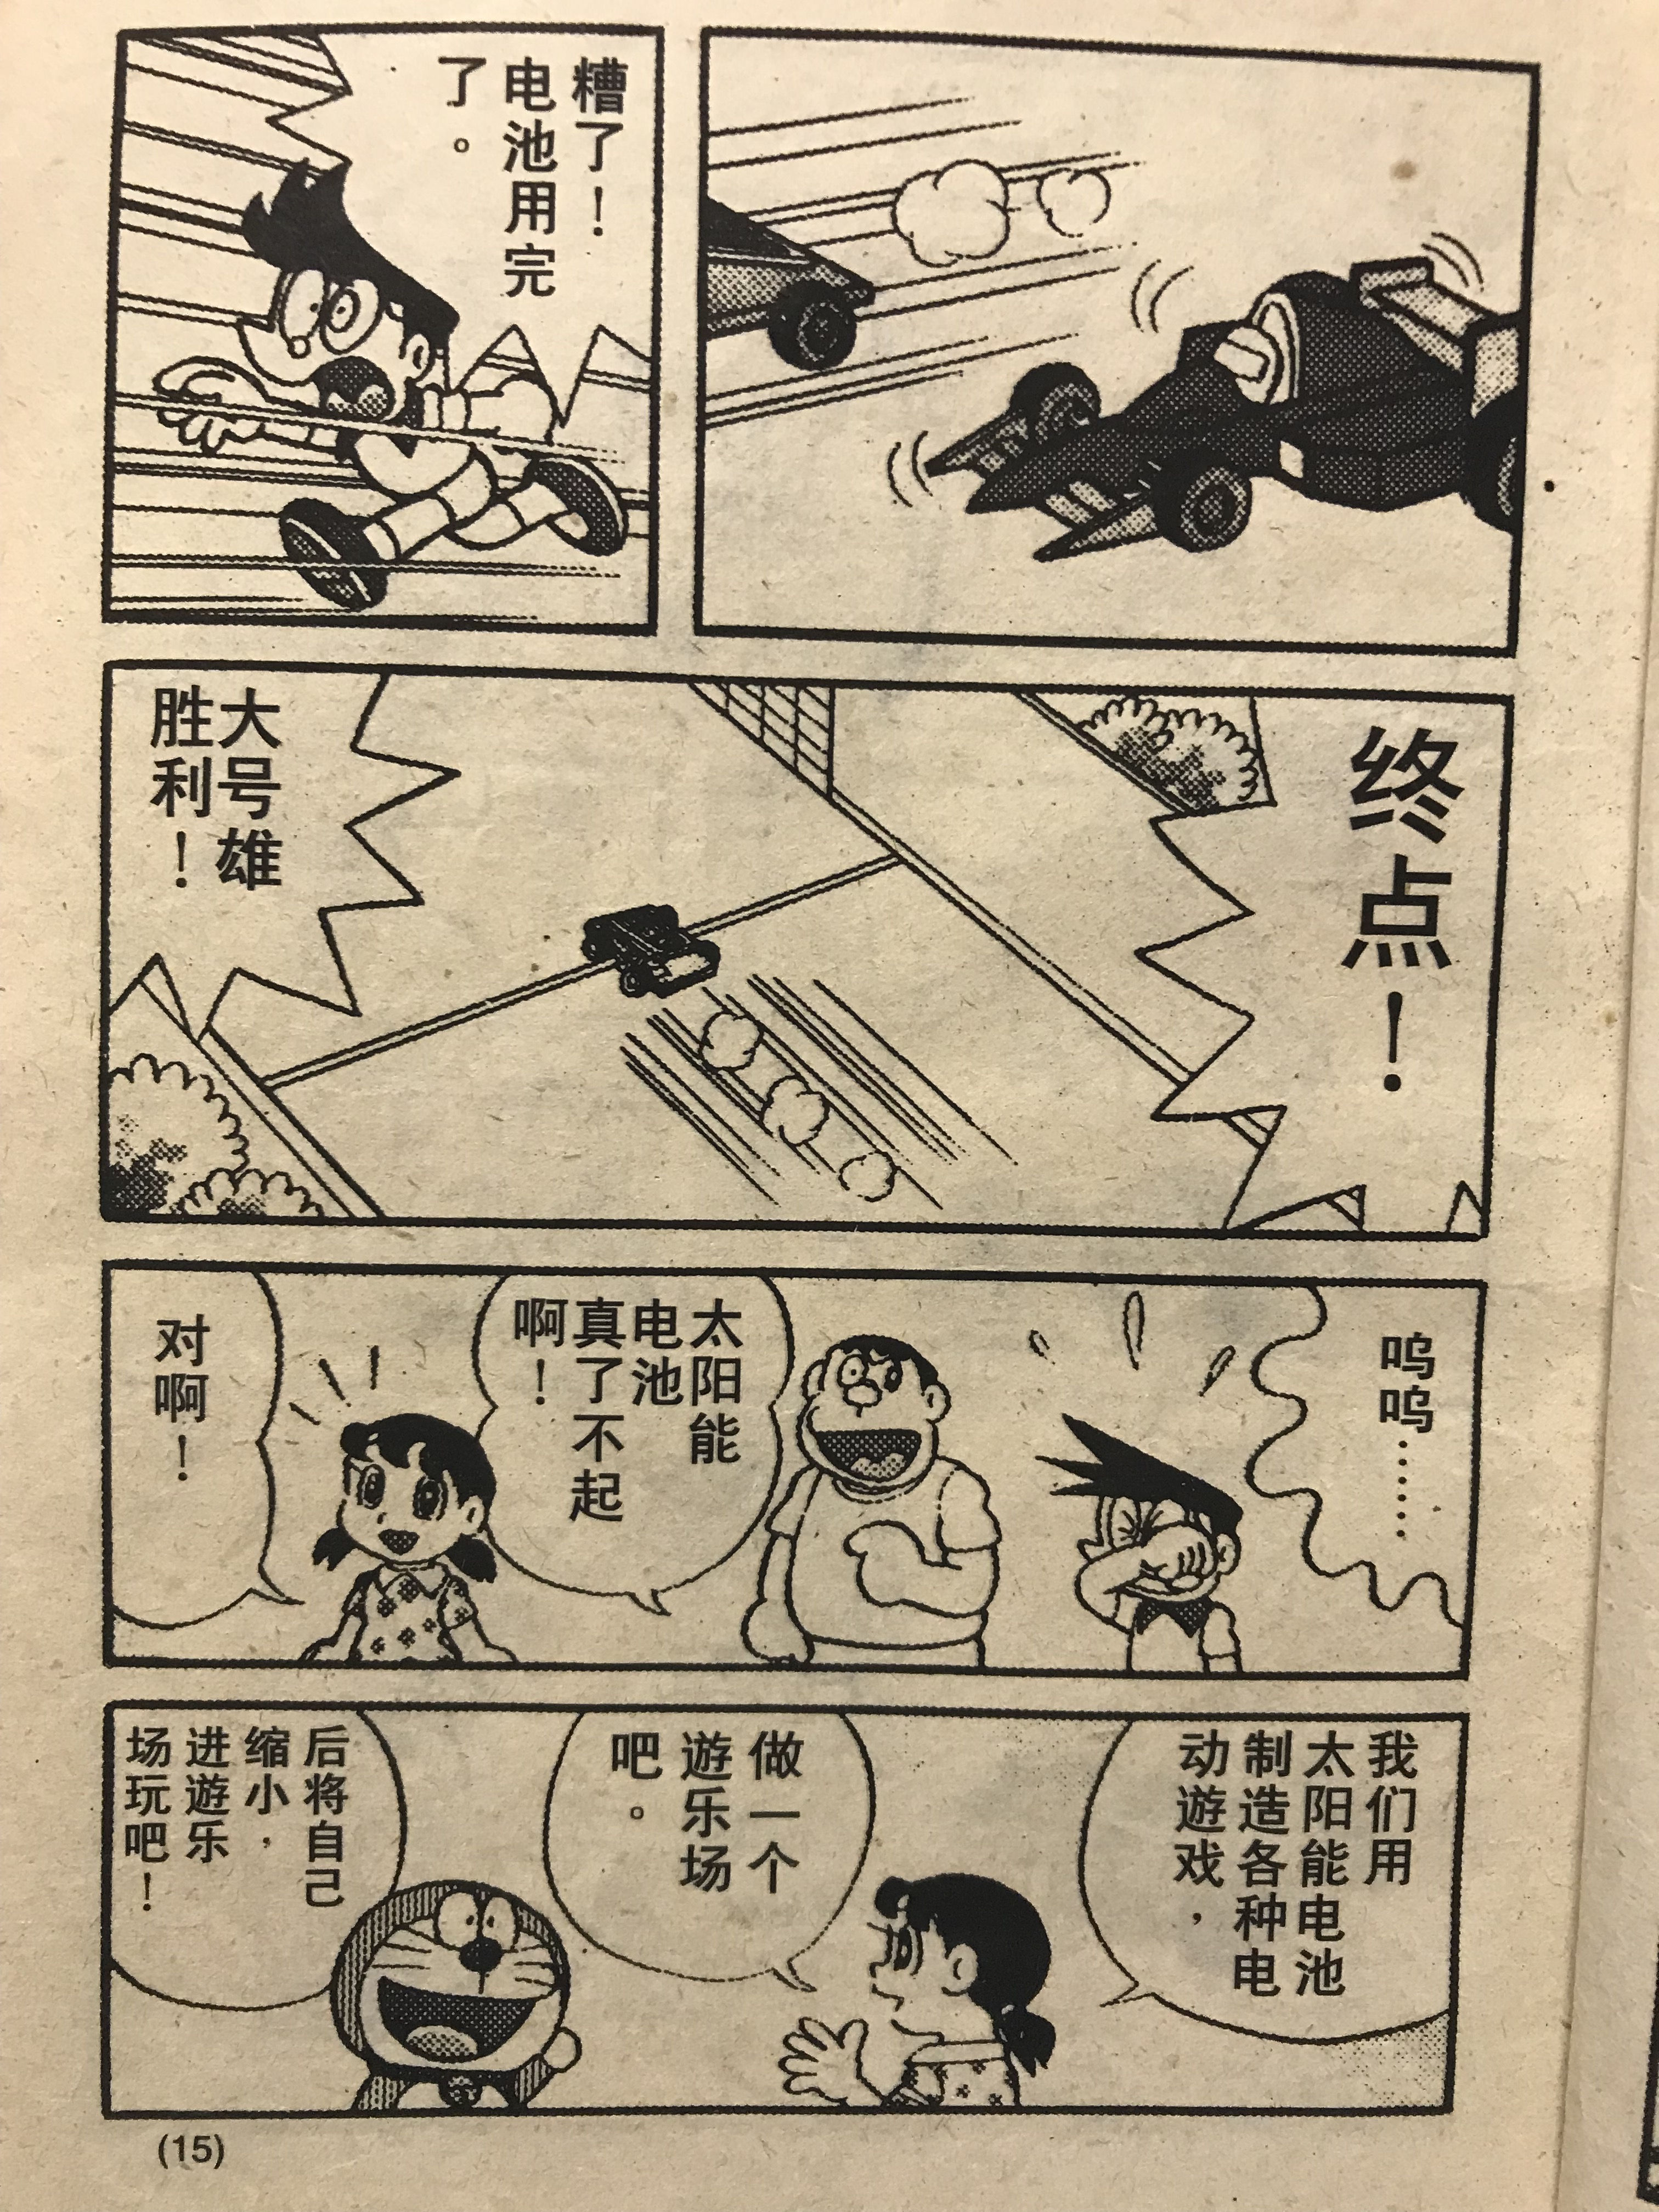 糟了！
电池用完
了。
终点！
大号雄
胜利！
呜呜……
太阳能
电池
真了不起
啊！
对啊！
我们用
太阳能电池
制造各种电
动遊戏，
做一个
遊乐场
吧。
后将自己
缩小，
进遊乐
场玩吧！
(15)